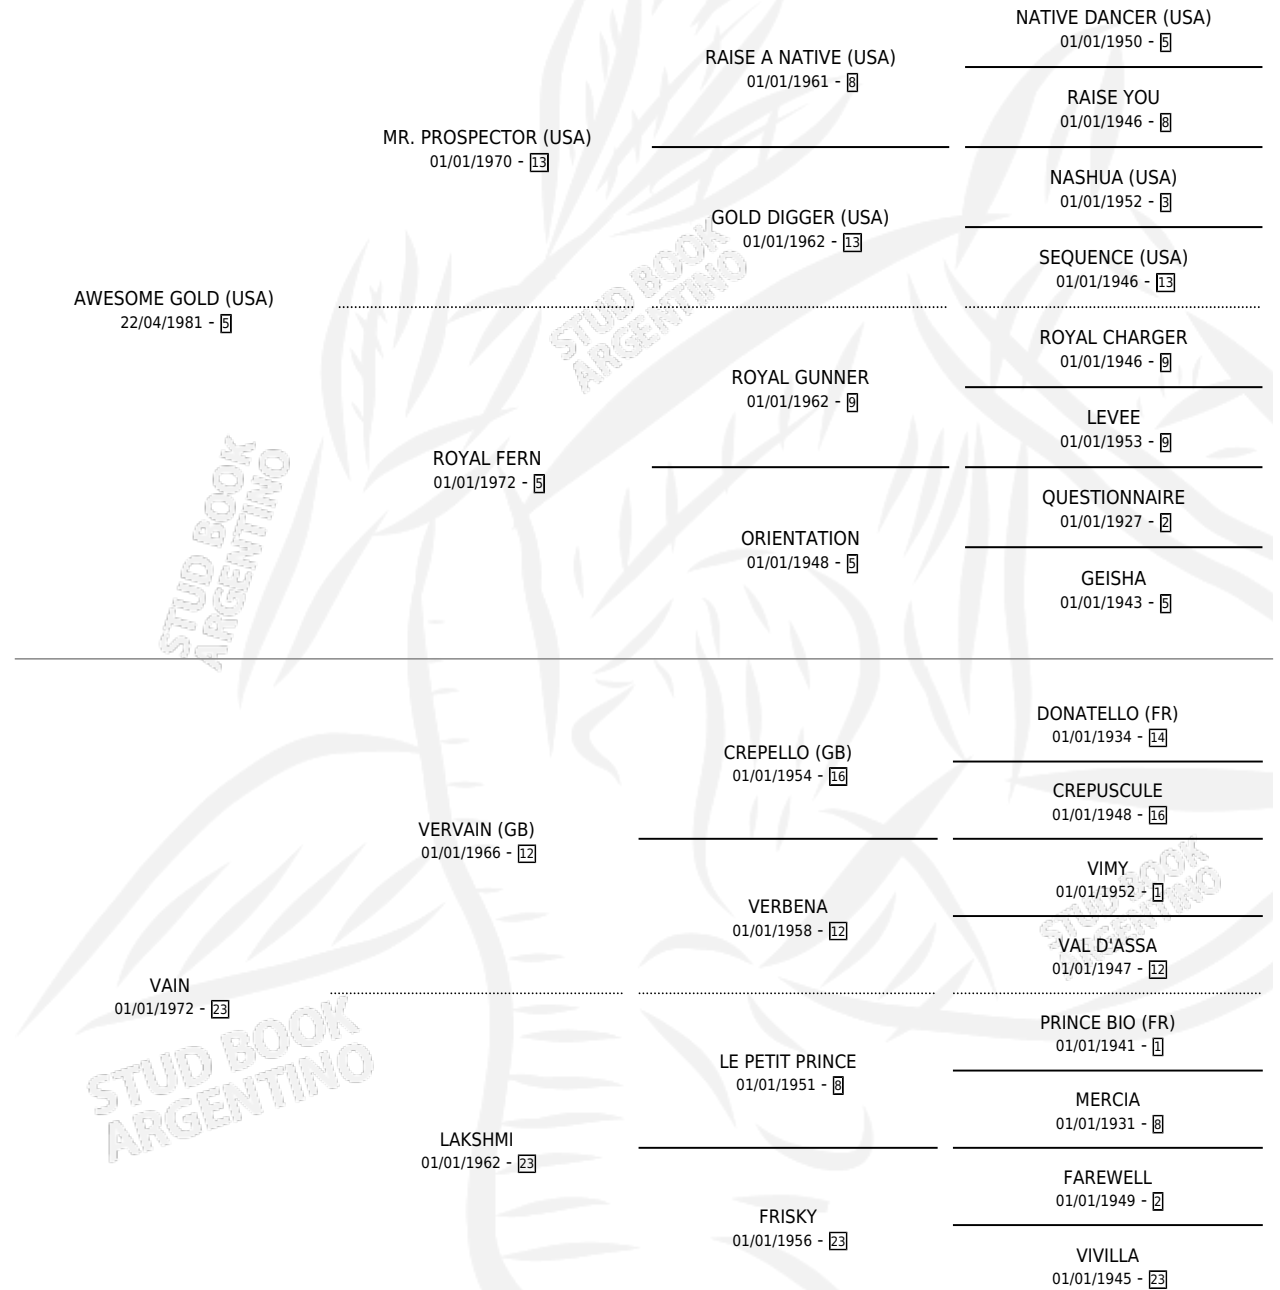 NATIVE DANCER (USA)
01/01/1950 - 5
RAISE A NATIVE (USA)
01/01/1961 - 8
RAISE YOU
01/01/1946 - 8
MR. PROSPECTOR (USA)
01/01/1970 - 13
NASHUA (USA)
01/01/1952 - 3
GOLD DIGGER (USA)
01/01/1962 - 13
SEQUENCE (USA)
01/01/1946 - 13
AWESOME GOLD (USA)
22/04/1981 - 5
STUD BOOK
ARGENTINO
ROYAL CHARGER
01/01/1946 - 9
ROYAL GUNNER
01/01/1962 - 9
LEVEE
01/01/1953 - 9
ROYAL FERN
01/01/1972 - 5
QUESTIONNAIRE
01/01/1927 - 2
ORIENTATION
01/01/1948 - 5
GEISHA
01/01/1943 - 5
STUD BOOK
ARGENTINO
DONATELLO (FR)
01/01/1934 - 14
CREPELLO (GB)
01/01/1954 - 16
CREPUSCULE
01/01/1948 - 16
VERVAIN (GB)
01/01/1966 - 12
VIMY
01/01/1952 - 1
VERBENA
01/01/1958 - 12
STUD BOOK
ARGENTINO
VAL D'ASSA
01/01/1947 - 12
VAIN
01/01/1972 - 23
PRINCE BIO (FR)
01/01/1941 - 1
LE PETIT PRINCE
01/01/1951 - 8
STUD BOOK
ARGENTINO
MERCIA
01/01/1931 - 8
LAKSHMI
01/01/1962 - 23
FAREWELL
01/01/1949 - 2
FRISKY
01/01/1956 - 23
VIVILLA
01/01/1945 - 23